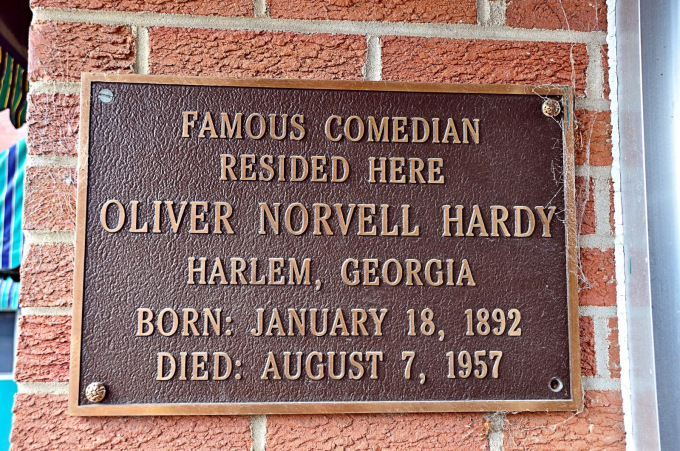 FAMOUS COMEDIAN
RESIDED HERE
OLIVER NORVELL HARDY
HARLEM, GEORGIA
BORN: JANUARY 18, 1892
DIED: AUGUST 7, 1957